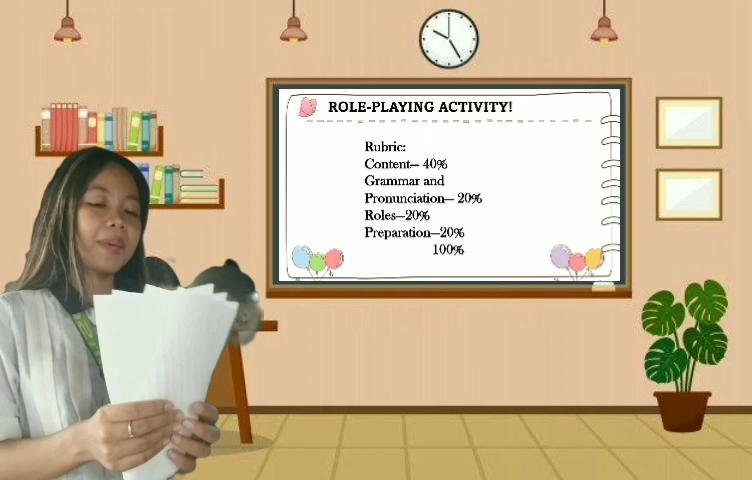 ROLE-PLAYING ACTIVITY!
Rubric:
Content– 40%
Grammar and
Pronunciation– 20%
Roles–20%
Preparation–20%
100%